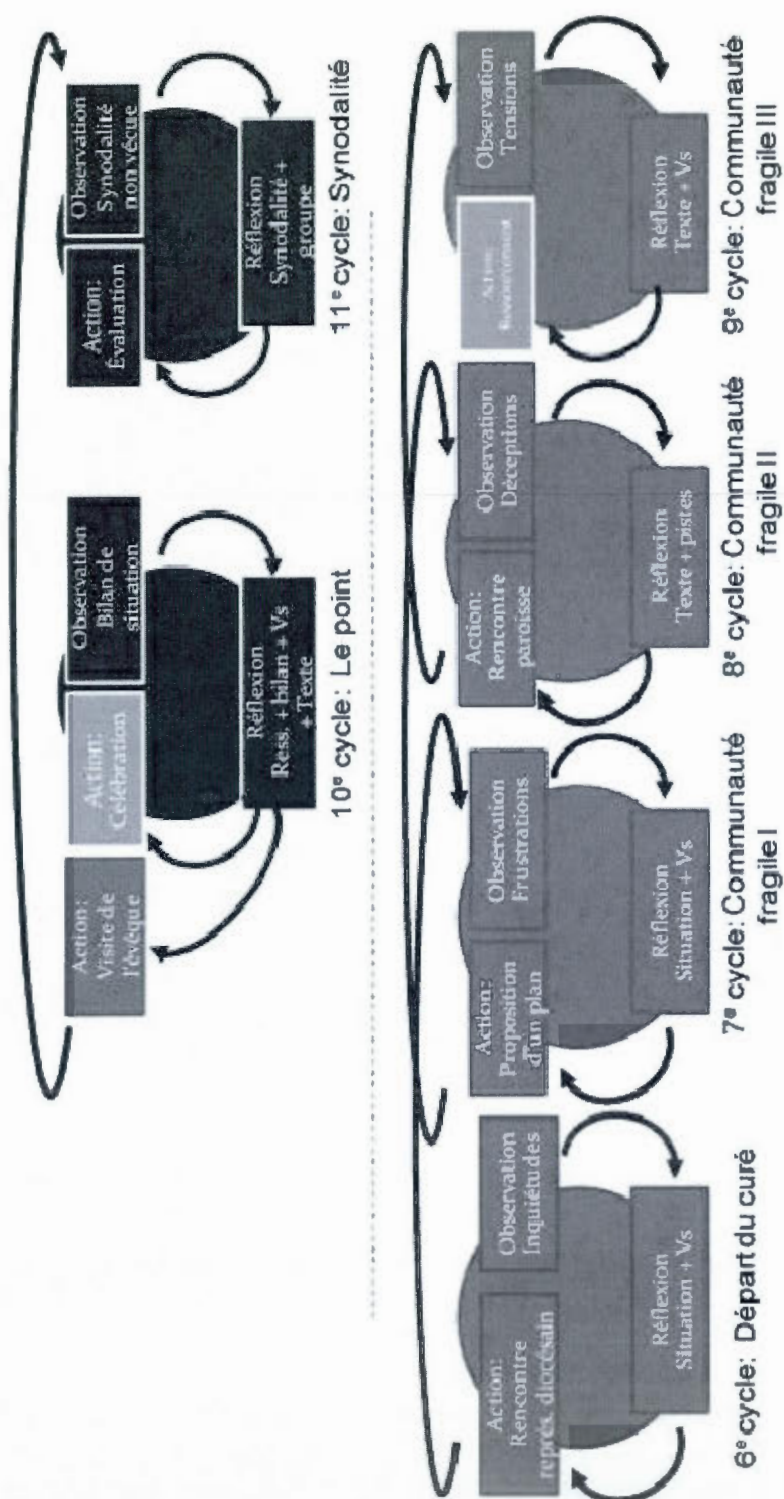 Action:
Visite de
l'évêque
Action:
Célébration
Observation
Bilan de
situation
Réflexion
Ress. + bilan + Vs
+ Texte
10e cycle: Le point
Action:
Évaluation
Observation
Synodalité
non vécue
Réflexion
Synodalité +
groupe
11e cycle: Synodalité
Action:
Rencontre
représ. diocésain
Observation
Inquiétudes
Réflexion
Situation + Vs
6e cycle: Départ du curé
Action:
Proposition
d'un plan
Observation
Frustrations
Réflexion
Situation + Vs
7e cycle: Communauté
fragile I
Action:
Rencontre
paroisse
Observation
Déceptions
Réflexion
Texte + pistes
8e cycle: Communauté
fragile II
Action:
Observation
Tensions
Réflexion
Texte + Vs
9e cycle: Communauté
fragile III